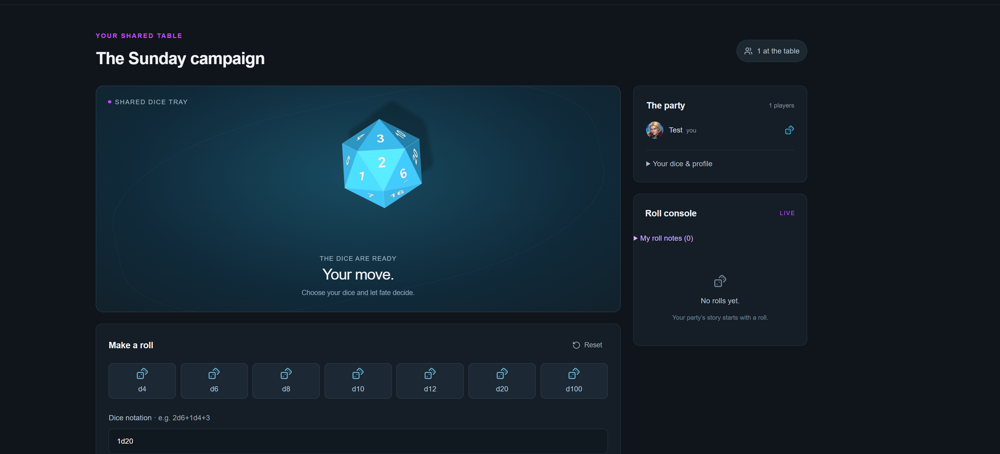 YOUR SHARED TABLE
The Sunday campaign
1 at the table
SHARED DICE TRAY
4
3
10
5
2
20
1
6
7
16
THE DICE ARE READY
Your move.
Choose your dice and let fate decide.
The party
1 players
Test you
Your dice & profile
Roll console
LIVE
My roll notes (0)
No rolls yet.
Your party's story starts with a roll.
Make a roll
Reset
d4
d6
d8
d10
d12
d20
d100
Dice notation · e.g. 2d6+1d4+3
1d20